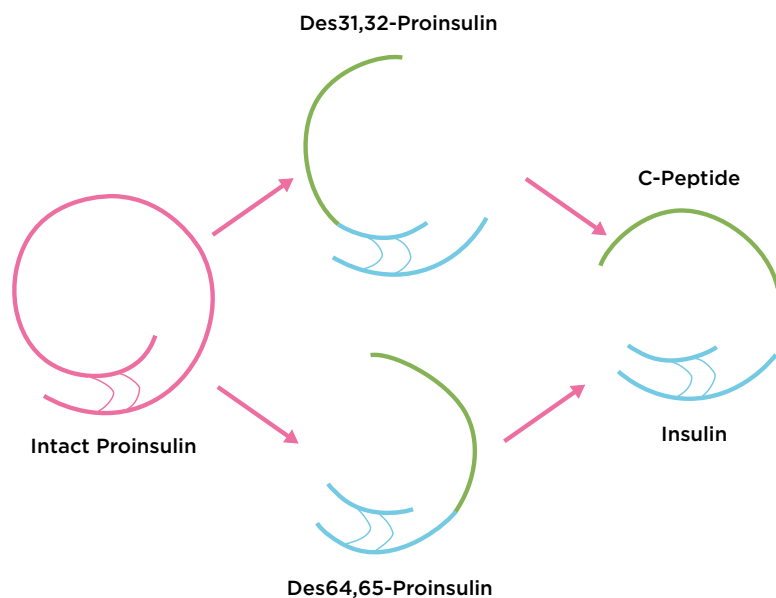 Des31,32-Proinsulin
C-Peptide
Intact Proinsulin
Insulin
Des64,65-Proinsulin